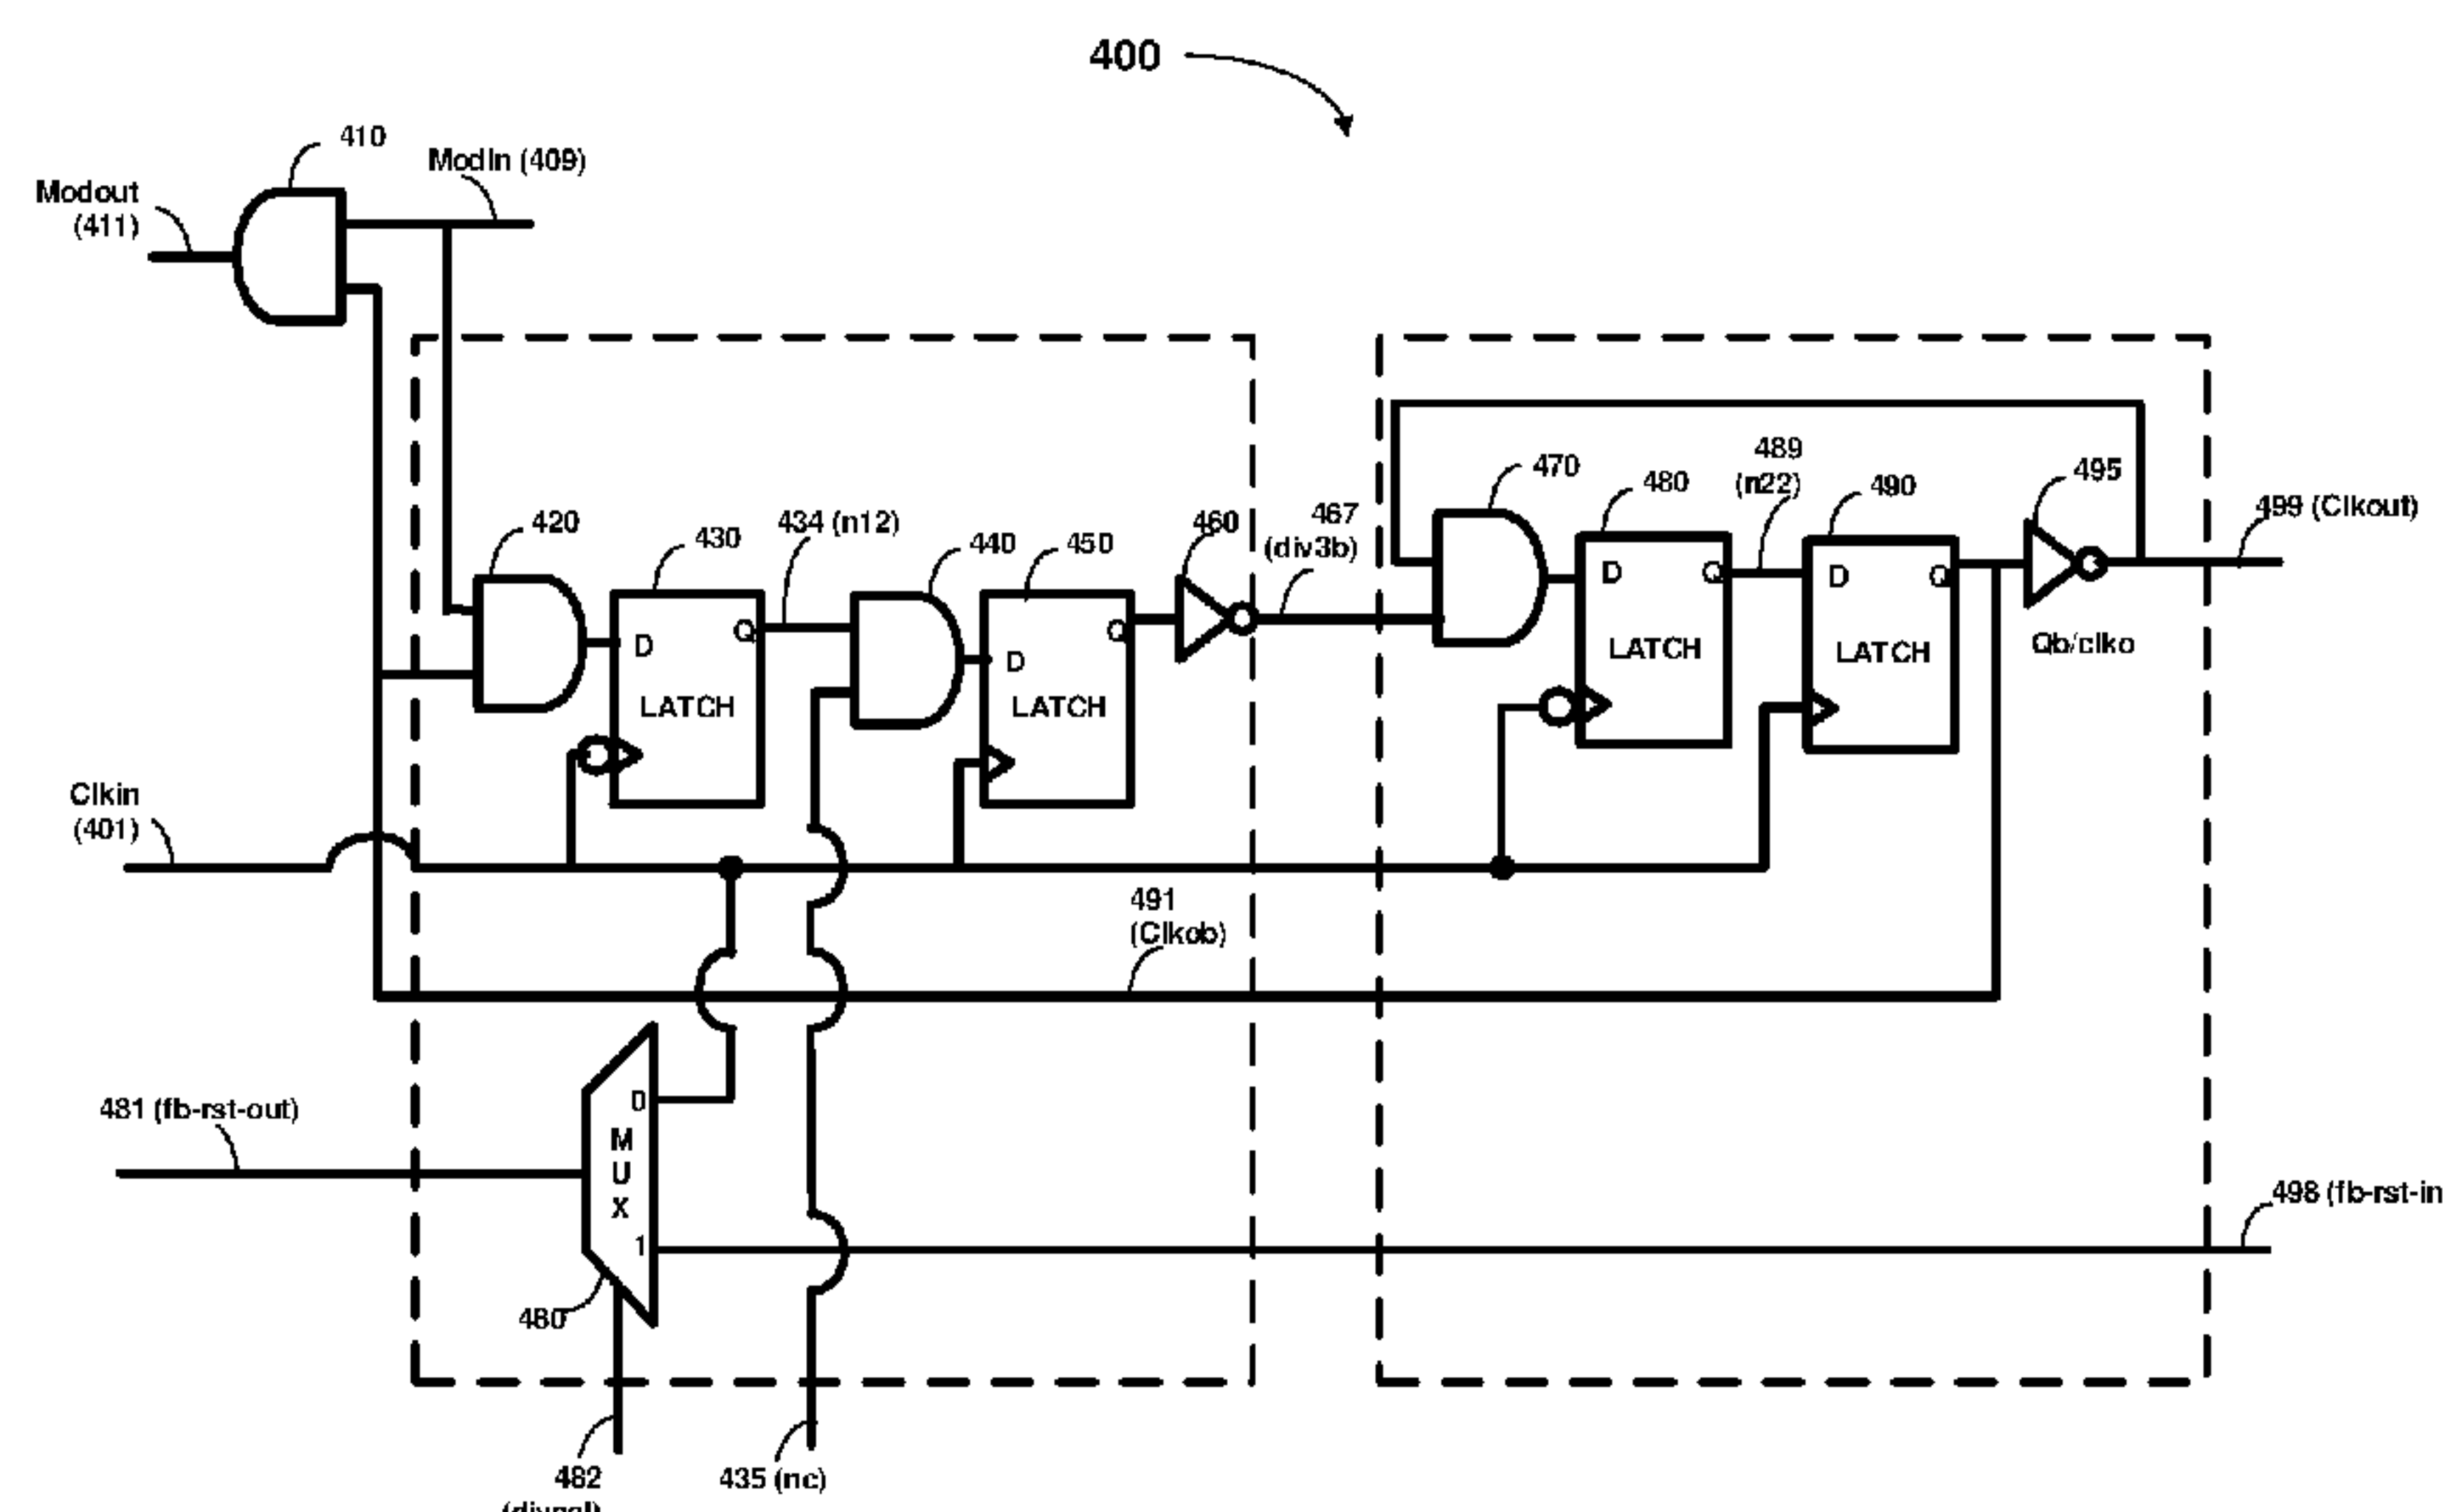 400
410
ModIn (409)
Modout
(411)
420
430
434 (n12)
440
450
460
467
(div3b)
470
480
489
(n22)
490
495
499 (Clkout)
D
Q
LATCH
D
Q
LATCH
D
Q
LATCH
D
Q
LATCH
Qb/clko
Clkin
(401)
491
(Clkob)
481 (fb-rst-out)
0
M
U
X
1
480
498 (fb-rst-in
482
435 (nc)